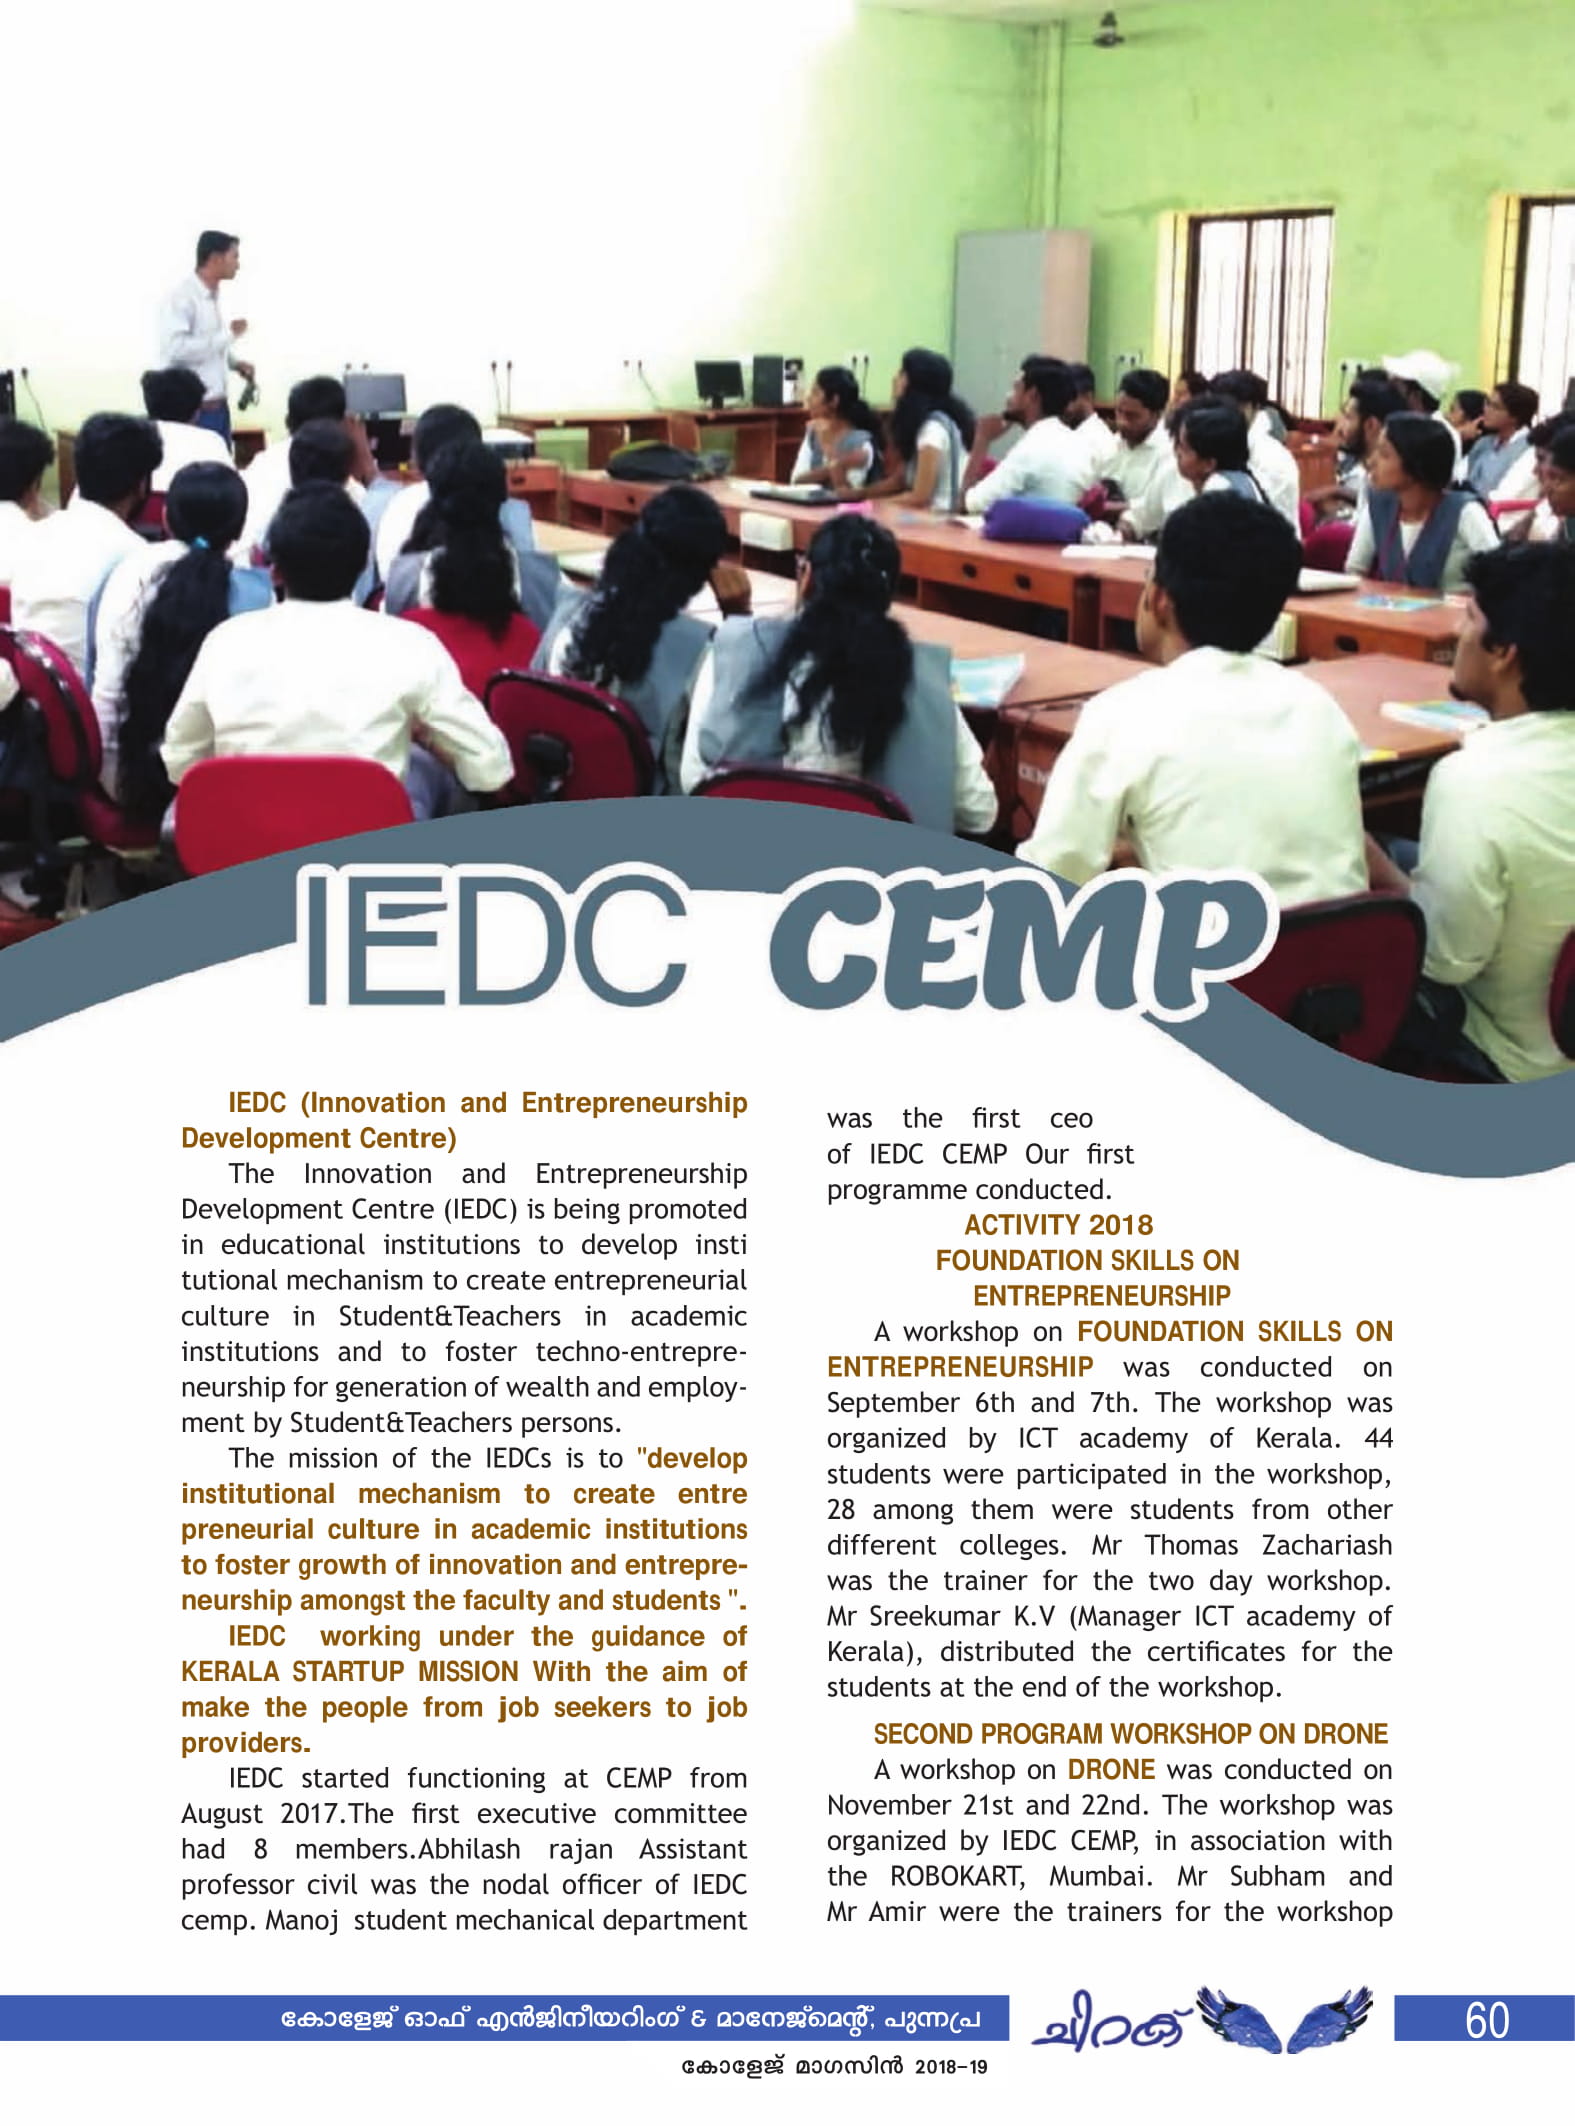 IEDC CEMP
IEDC (Innovation and Entrepreneurship
Development Centre)
The Innovation and Entrepreneurship
Development Centre (IEDC) is being promoted
in educational institutions to develop insti
tutional mechanism to create entrepreneurial
culture in Student&Teachers in academic
institutions and to foster techno-entrepre-
neurship for generation of wealth and employ-
ment by Student&Teachers persons.
The mission of the IEDCs is to "develop
institutional mechanism to create entre
preneurial culture in academic institutions
to foster growth of innovation and entrepre-
neurship amongst the faculty and students ".
IEDC working under the guidance of
KERALA STARTUP MISSION With the aim of
make the people from job seekers to job
providers.
IEDC started functioning at CEMP from
August 2017.The first executive committee
had 8 members.Abhilash rajan Assistant
professor civil was the nodal officer of IEDC
cemp. Manoj student mechanical department
was the first ceo
of IEDC CEMP Our first
programme conducted.
ACTIVITY 2018
FOUNDATION SKILLS ON
ENTREPRENEURSHIP
A workshop on FOUNDATION SKILLS ON
ENTREPRENEURSHIP was conducted on
September 6th and 7th. The workshop was
organized by ICT academy of Kerala. 44
students were participated in the workshop,
28 among them were students from other
different colleges. Mr Thomas Zachariash
was the trainer for the two day workshop.
Mr Sreekumar K.V (Manager ICT academy of
Kerala), distributed the certificates for the
students at the end of the workshop.
SECOND PROGRAM WORKSHOP ON DRONE
A workshop on DRONE was conducted on
November 21st and 22nd. The workshop was
organized by IEDC CEMP, in association with
the ROBOKART, Mumbai. Mr Subham and
Mr Amir were the trainers for the workshop
കോളേജ് ഓഫ് എൻജിനീയറിംഗ് & മാനേജ്മെന്റ്, പുന്നപ്ര
ചിറക്
60
കോളേജ് മാഗസിൻ 2018-19